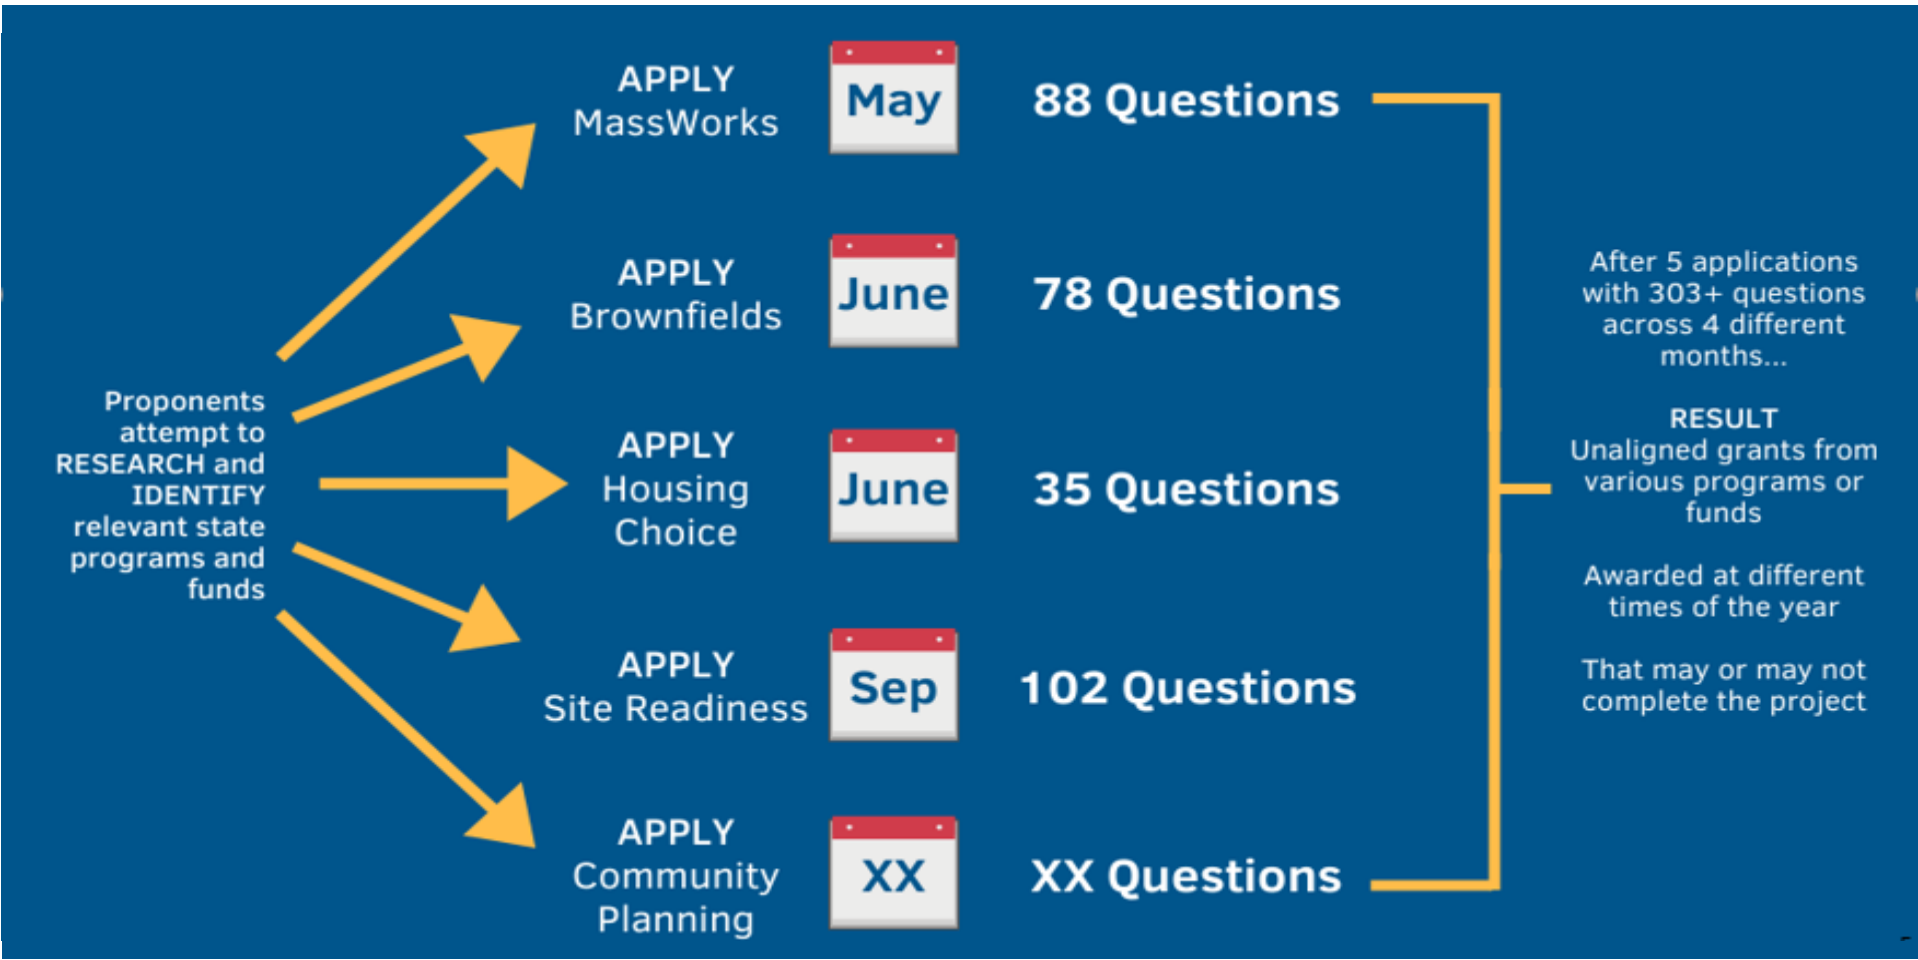 Proponents
attempt to
RESEARCH and
IDENTIFY
relevant state
programs and
funds
APPLY
MassWorks
May
88 Questions
APPLY
Brownfields
June
78 Questions
APPLY
Housing
Choice
June
35 Questions
APPLY
Site Readiness
Sep
102 Questions
APPLY
Community
Planning
XX
XX Questions
After 5 applications
with 303+ questions
across 4 different
months...
RESULT
Unaligned grants from
various programs or
funds
Awarded at different
times of the year
That may or may not
complete the project